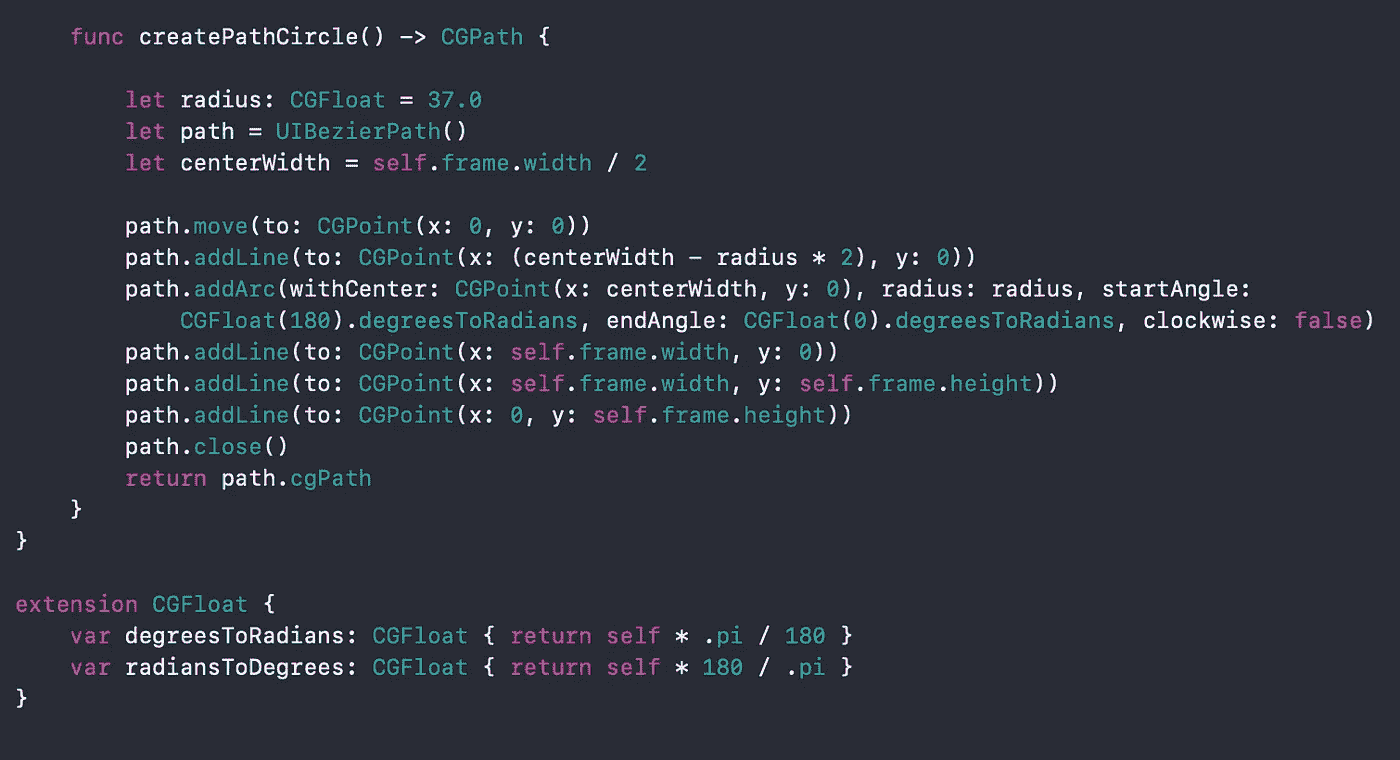 func createPathCircle() -> CGPath {
let radius: CGFloat = 37.0
let path = UIBezierPath()
let centerWidth = self.frame.width / 2
path.move(to: CGPoint(x: 0, y: 0))
path.addLine(to: CGPoint(x: (centerWidth - radius * 2), y: 0))
path.addArc(withCenter: CGPoint(x: centerWidth, y: 0), radius: radius, startAngle:
CGFloat(180).degreesToRadians, endAngle: CGFloat(0).degreesToRadians, clockwise: false)
path.addLine(to: CGPoint(x: self.frame.width, y: 0))
path.addLine(to: CGPoint(x: self.frame.width, y: self.frame.height))
path.addLine(to: CGPoint(x: 0, y: self.frame.height))
path.close()
return path.cgPath
}
}
extension CGFloat {
var degreesToRadians: CGFloat { return self * .pi / 180 }
var radiansToDegrees: CGFloat { return self * 180 / .pi }
}